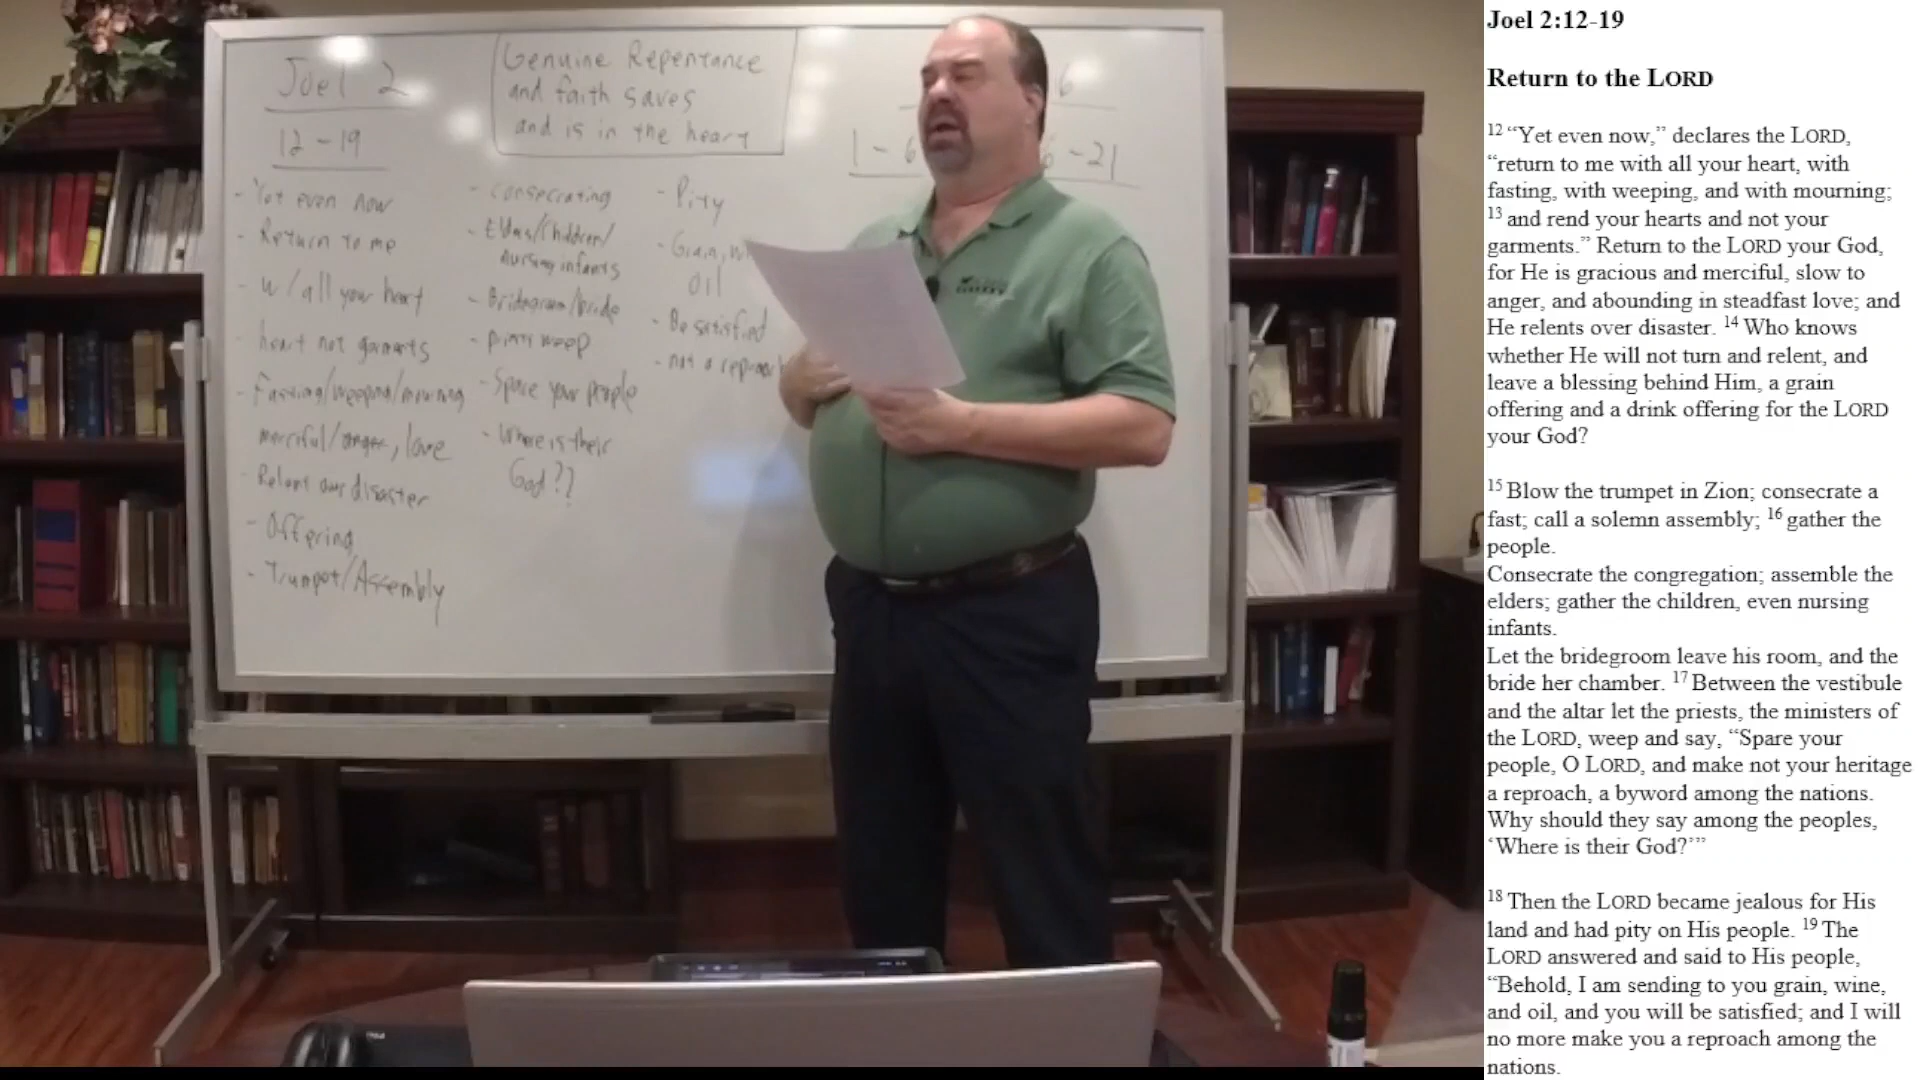 Joel 2
12-19
- Yet even now
- Return to me
- w/ all your heart
heart not garments
- Fasting/weeping/mourning
merciful/anger, love
- Relent over disaster
- Offering
- Trumpet/Assembly
Genuine Repentance
and faith saves
and is in the heart
- consecrating
- Elders/Children/
nursing infants
- Bridegroom/bride
- priests weep
- Spare your people
- Where is their
God??
- Pity
- Grain, w
oil
- Be satisfied
- not a reproach
6
1-6
6-21
Joel 2:12-19
Return to the LORD
12 “Yet even now,” declares the LORD,
“return to me with all your heart, with
fasting, with weeping, and with mourning;
13 and rend your hearts and not your
garments.” Return to the LORD your God,
for He is gracious and merciful, slow to
anger, and abounding in steadfast love; and
He relents over disaster. 14 Who knows
whether He will not turn and relent, and
leave a blessing behind Him, a grain
offering and a drink offering for the LORD
your God?
15 Blow the trumpet in Zion; consecrate a
fast; call a solemn assembly; 16 gather the
people.
Consecrate the congregation; assemble the
elders; gather the children, even nursing
infants.
Let the bridegroom leave his room, and the
bride her chamber. 17 Between the vestibule
and the altar let the priests, the ministers of
the LORD, weep and say, “Spare your
people, O LORD, and make not your heritage
a reproach, a byword among the nations.
Why should they say among the peoples,
‘Where is their God?’”
18 Then the LORD became jealous for His
land and had pity on His people. 19 The
LORD answered and said to His people,
“Behold, I am sending to you grain, wine,
and oil, and you will be satisfied; and I will
no more make you a reproach among the
nations.